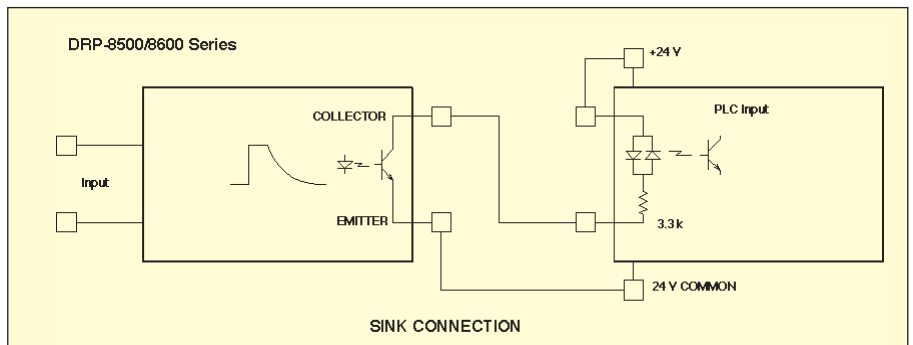 DRP-8500/8600 Series
+24 V
COLLECTOR
PLC Input
Input
EMITTER
3.3 k
24 V COMMON
SINK CONNECTION